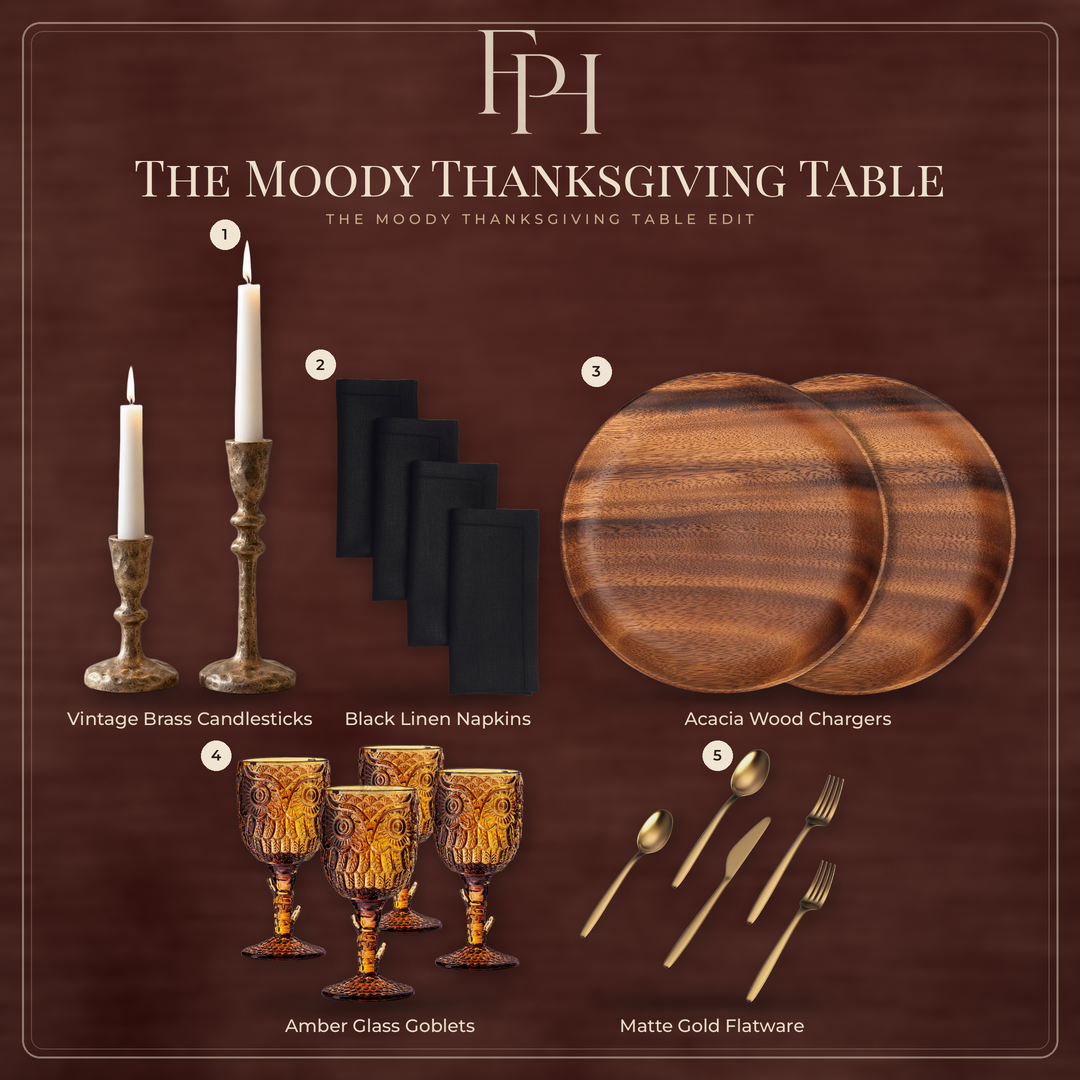 FPH
The Moody Thanksgiving Table
THE MOODY THANKSGIVING TABLE EDIT
1
2
3
Vintage Brass Candlesticks
Black Linen Napkins
Acacia Wood Chargers
4
5
Amber Glass Goblets
Matte Gold Flatware